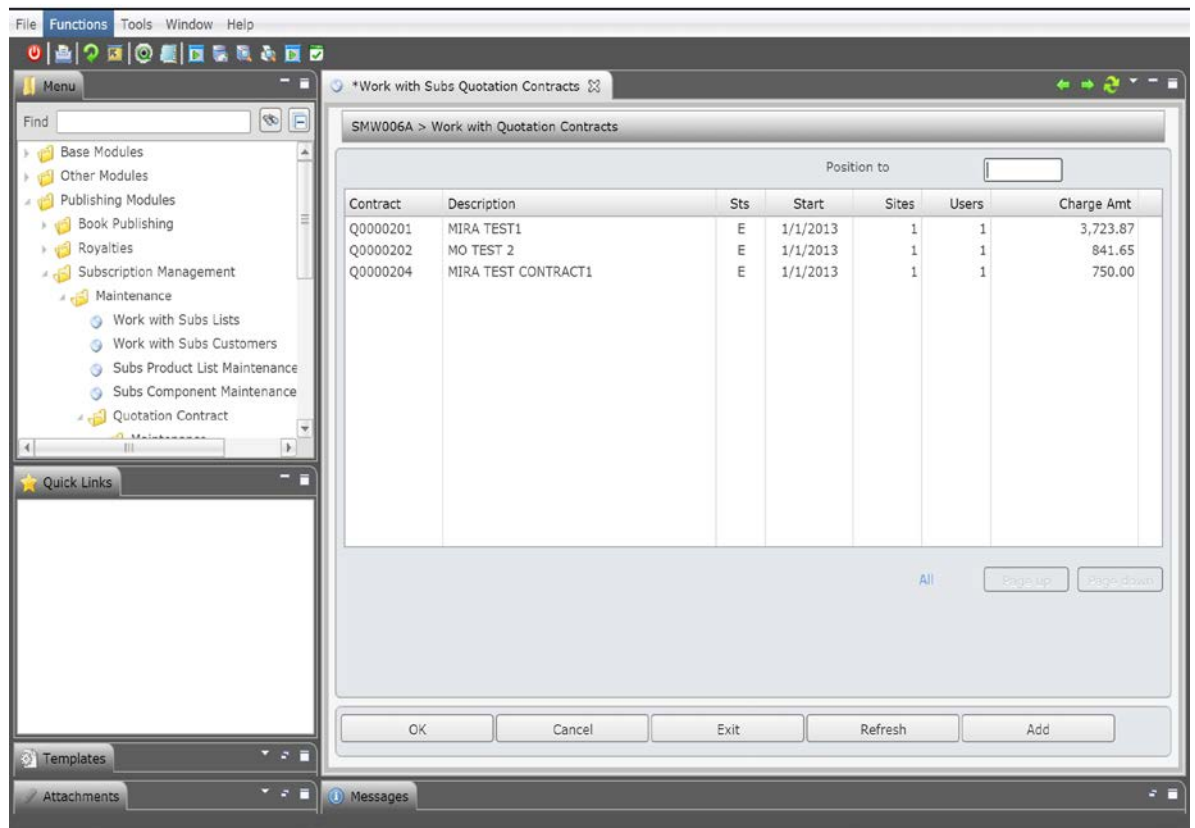 File Functions Tools Window Help
Menu
*Work with Subs Quotation Contracts
Find
SMW006A > Work with Quotation Contracts
Base Modules
Other Modules
Publishing Modules
Book Publishing
Royalties
Subscription Management
Maintenance
Work with Subs Lists
Work with Subs Customers
Subs Product List Maintenance
Subs Component Maintenance
Quotation Contract
Maintenance
Position to
Contract Description Sts Start Sites Users Charge Amt
Q0000201 MIRA TEST1 E 1/1/2013 1 1 3,723.87
Q0000202 MO TEST 2 E 1/1/2013 1 1 841.65
Q0000204 MIRA TEST CONTRACT1 E 1/1/2013 1 1 750.00
All Page up Page down
Quick Links
OK Cancel Exit Refresh Add
Templates
Attachments
Messages